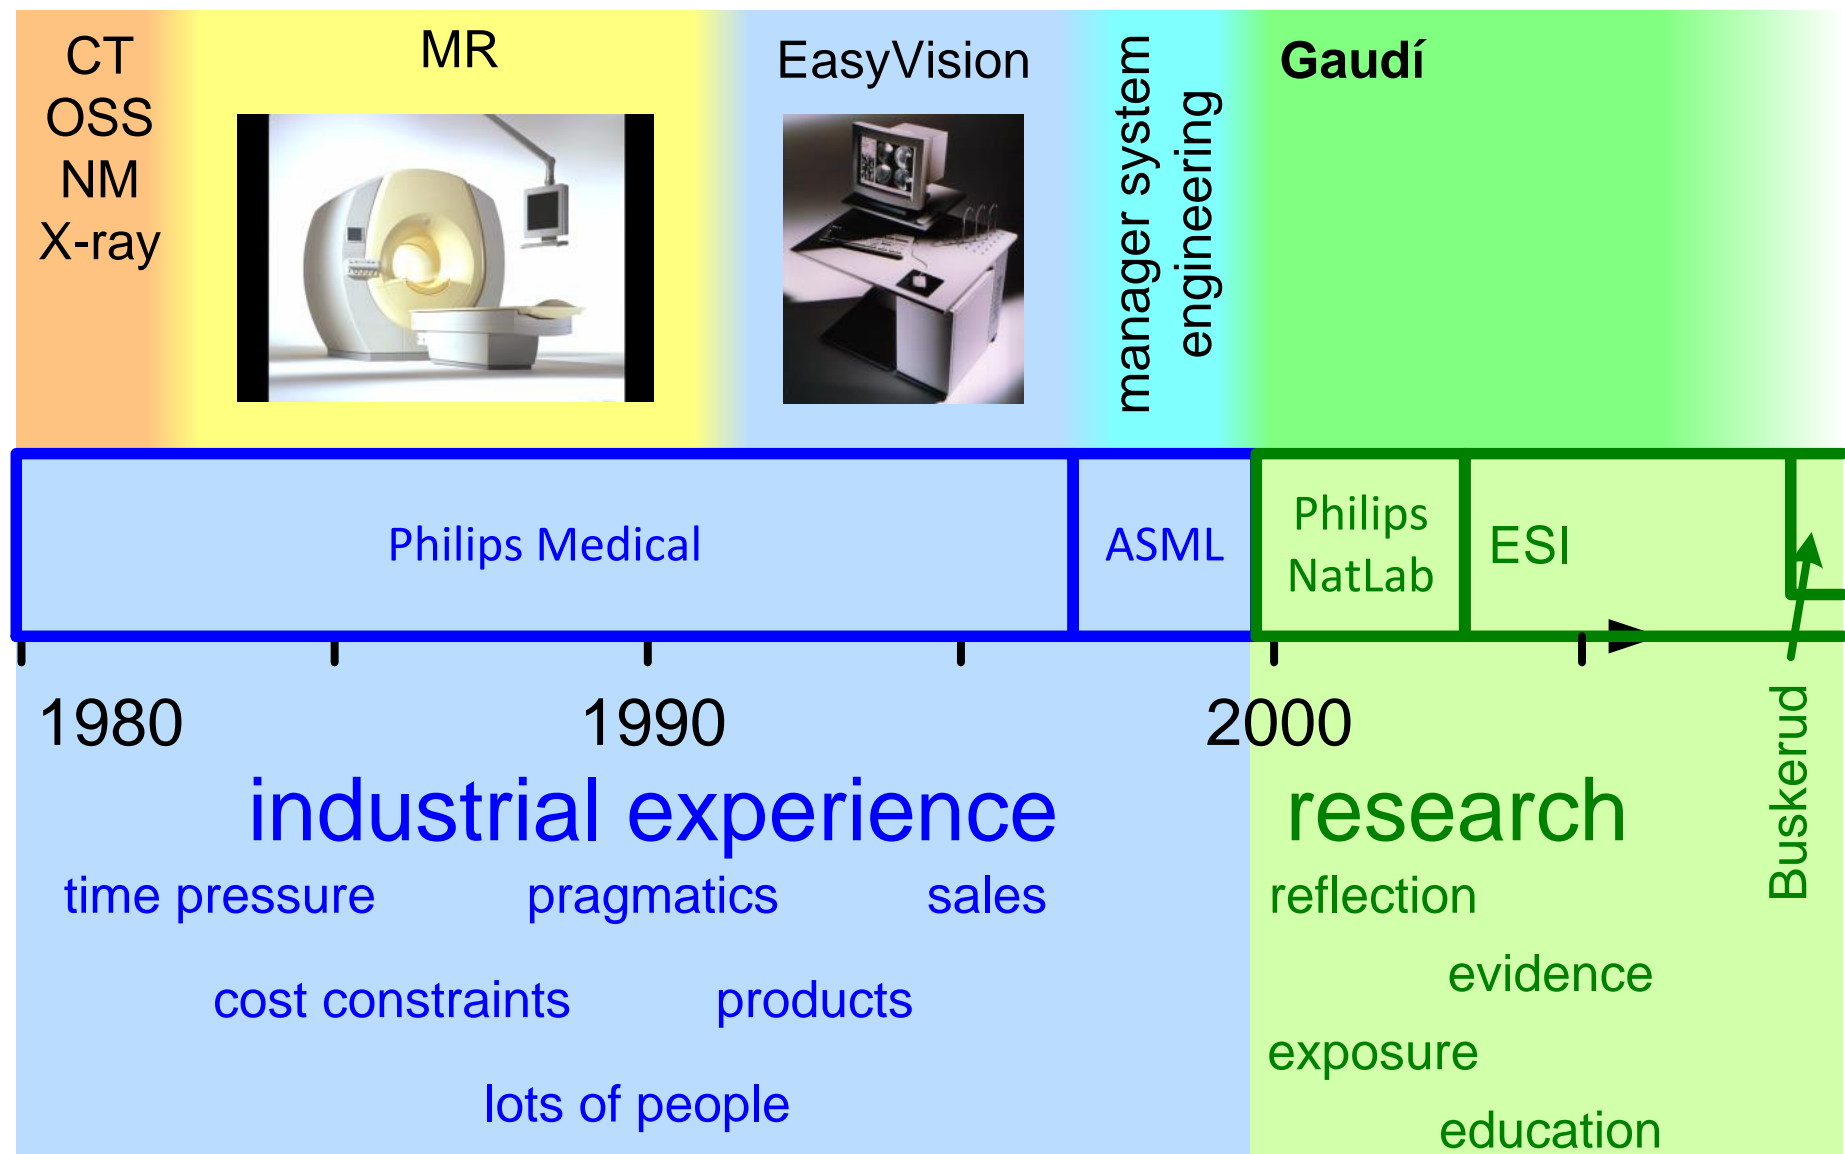 CT
OSS
NM
X-ray
MR
EasyVision
manager system
engineering
Gaudí
Philips Medical
ASML
Philips
NatLab
ESI
1980
1990
2000
industrial experience
research
Buskerud
time pressure
pragmatics
sales
reflection
evidence
cost constraints
products
exposure
lots of people
education